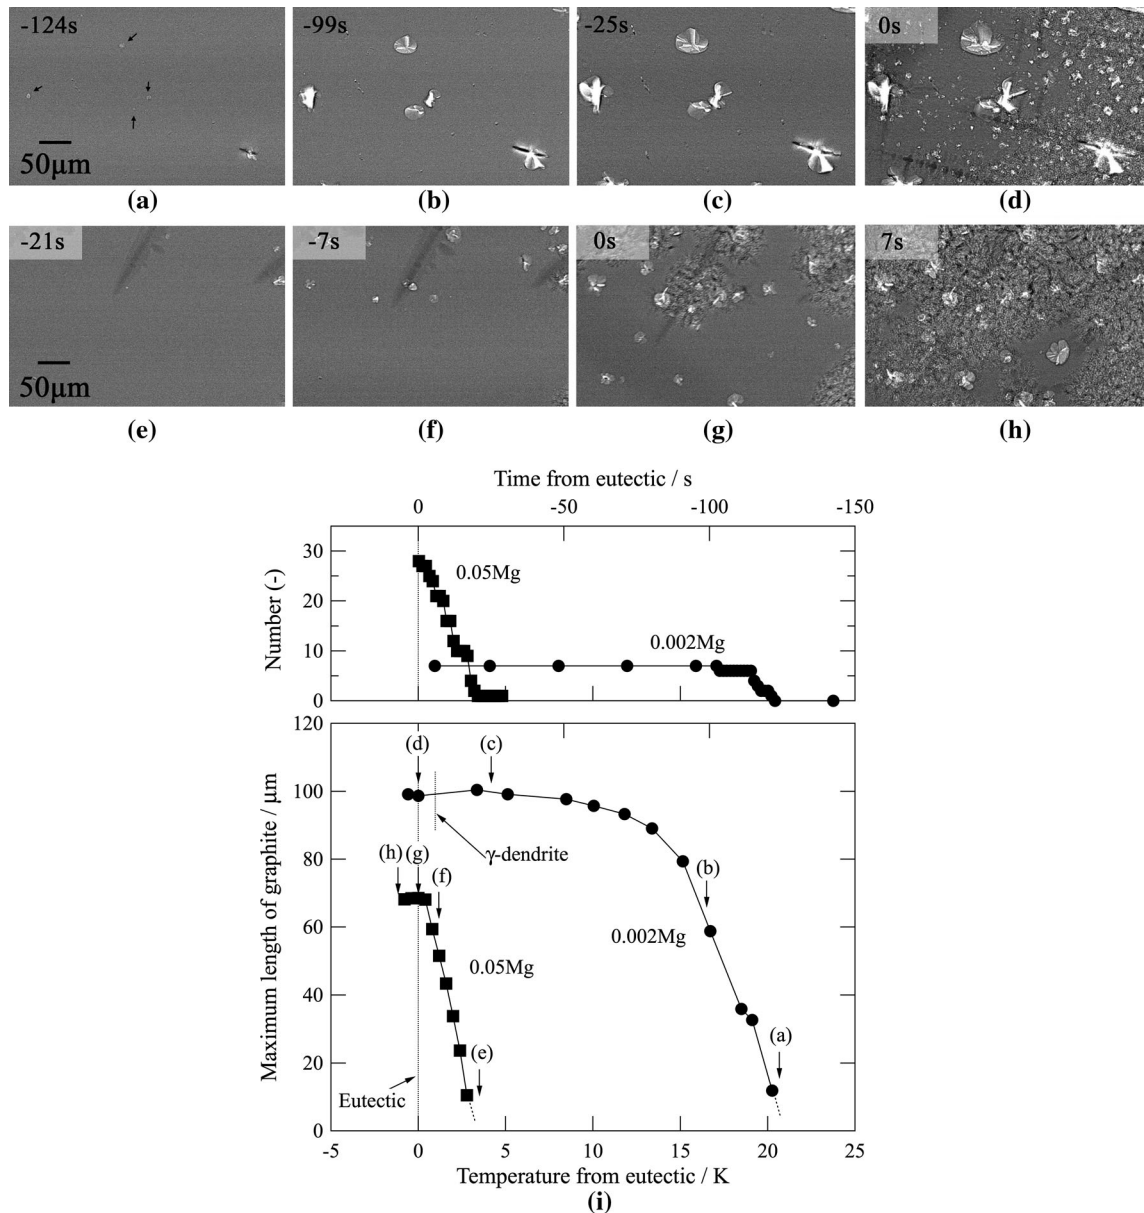 -124s
-99s
-25s
0s
50μm
(a)
(b)
(c)
(d)
-21s
-7s
0s
7s
50μm
(e)
(f)
(g)
(h)
Time from eutectic / s
0
-50
-100
-150
Number (-)
30
20
10
0
0.05Mg
0.002Mg
Maximum length of graphite / μm
120
100
80
60
40
20
0
(d)
(c)
γ-dendrite
(h)
(g)
(f)
(b)
0.002Mg
0.05Mg
(e)
(a)
Eutectic
-5
0
5
10
15
20
25
Temperature from eutectic / K
(i)